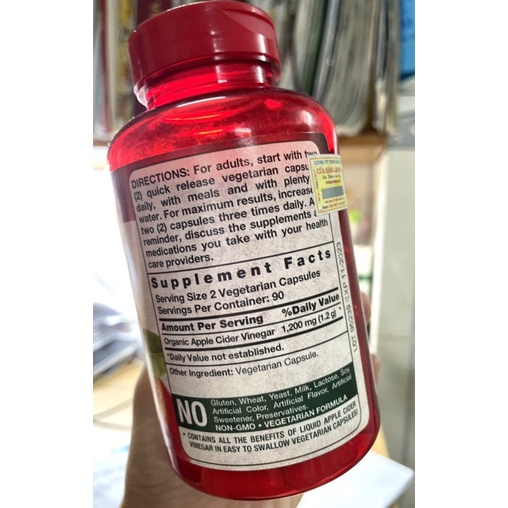 DIRECTIONS: For adults, start with two
(2) quick release vegetarian capsu
daily, with meals and with plenty
water. For maximum results, increase
two (2) capsules three times daily. A
reminder, discuss the supplements
medications you take with your health
care providers.
Supplement Facts
Serving Size 2 Vegetarian Capsules
Servings Per Container: 90
Amount Per Serving %Daily Value
Organic Apple Cider Vinegar 1,200 mg (1.2 g) *
*Daily Value not established.
Other Ingredient: Vegetarian Capsule.
NO
Gluten, Wheat, Yeast, Milk, Lactose, Soy,
Artificial Color, Artificial Flavor, Artificial
Sweetener, Preservatives.
NON-GMO • VEGETARIAN FORMULA
• CONTAINS ALL THE BENEFITS OF LIQUID APPLE CIDER
VINEGAR IN EASY TO SWALLOW VEGETARIAN CAPSULES!
EXP 11-2023